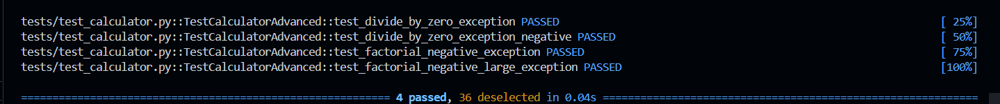 tests/test_calculator.py::TestCalculatorAdvanced::test_divide_by_zero_exception PASSED [ 25%]
tests/test_calculator.py::TestCalculatorAdvanced::test_divide_by_zero_exception_negative PASSED [ 50%]
tests/test_calculator.py::TestCalculatorAdvanced::test_factorial_negative_exception PASSED [ 75%]
tests/test_calculator.py::TestCalculatorAdvanced::test_factorial_negative_large_exception PASSED [100%]
=========================================================== 4 passed, 36 deselected in 0.04s ============================================================